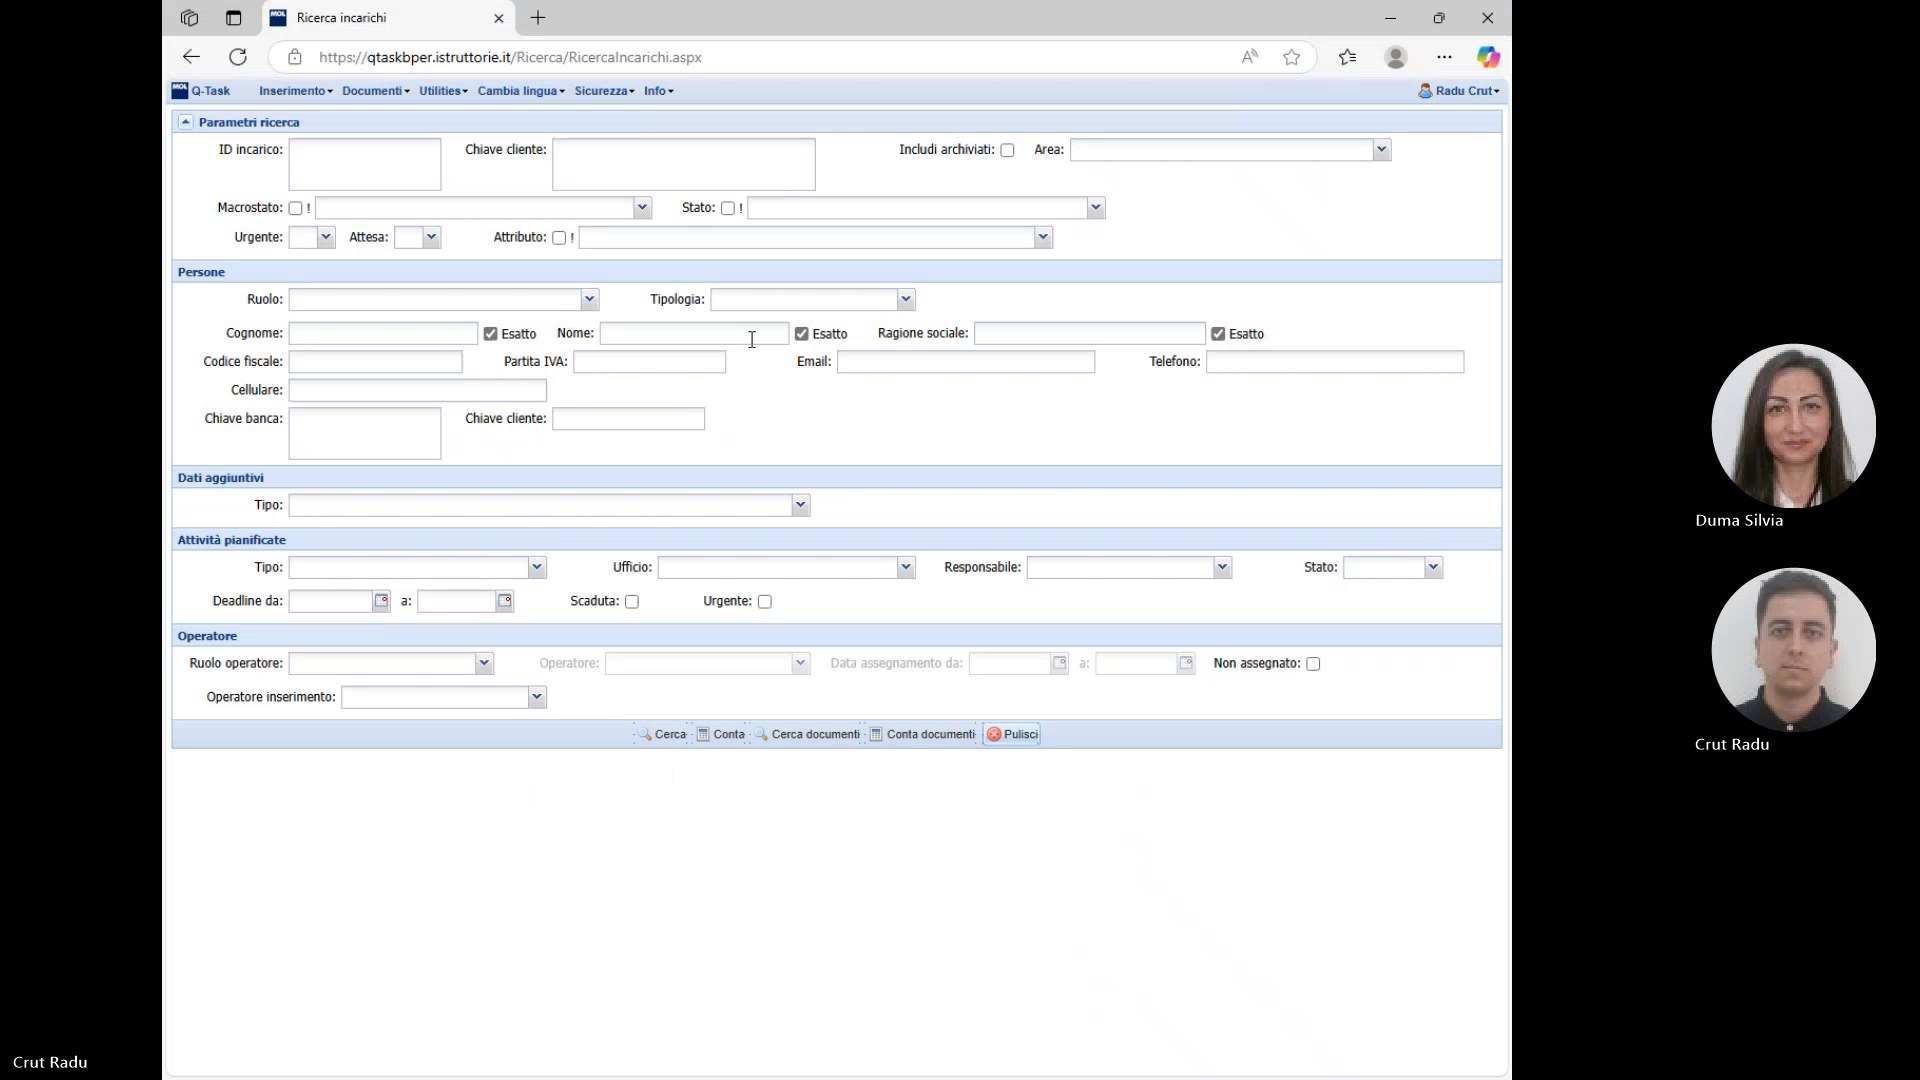 Ricerca incarichi
https://qtaskbper.istruttorie.it/Ricerca/RicercaIncarichi.aspx
MOL Q-Task Inserimento Documenti Utilities Cambia lingua Sicurezza Info Radu Crut
Parametri ricerca
ID incarico: Chiave cliente: Includi archiviati: Area:
Macrostato: ! Stato: !
Urgente: Attesa: Attributo: !
Persone
Ruolo: Tipologia:
Cognome: Esatto Nome: Esatto Ragione sociale: Esatto
Codice fiscale: Partita IVA: Email: Telefono:
Cellulare:
Chiave banca: Chiave cliente:
Dati aggiuntivi
Tipo:
Attività pianificate
Tipo: Ufficio: Responsabile: Stato:
Deadline da: a: Scaduta: Urgente:
Operatore
Ruolo operatore: Operatore: Data assegnamento da: a: Non assegnato:
Operatore inserimento:
Cerca Conta Cerca documenti Conta documenti Pulisci
Duma Silvia
Crut Radu
Crut Radu